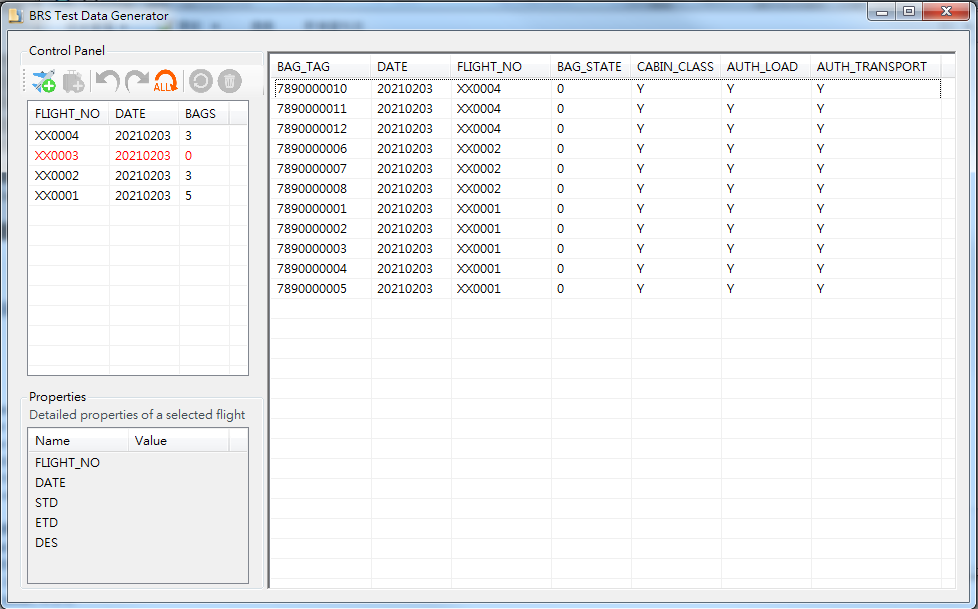 BRS Test Data Generator
Control Panel
ALL
FLIGHT_NO DATE BAGS
XX0004 20210203 3
XX0003 20210203 0
XX0002 20210203 3
XX0001 20210203 5
Properties
Detailed properties of a selected flight
Name Value
FLIGHT_NO
DATE
STD
ETD
DES
BAG_TAG DATE FLIGHT_NO BAG_STATE CABIN_CLASS AUTH_LOAD AUTH_TRANSPORT
7890000010 20210203 XX0004 0 Y Y Y
7890000011 20210203 XX0004 0 Y Y Y
7890000012 20210203 XX0004 0 Y Y Y
7890000006 20210203 XX0002 0 Y Y Y
7890000007 20210203 XX0002 0 Y Y Y
7890000008 20210203 XX0002 0 Y Y Y
7890000001 20210203 XX0001 0 Y Y Y
7890000002 20210203 XX0001 0 Y Y Y
7890000003 20210203 XX0001 0 Y Y Y
7890000004 20210203 XX0001 0 Y Y Y
7890000005 20210203 XX0001 0 Y Y Y